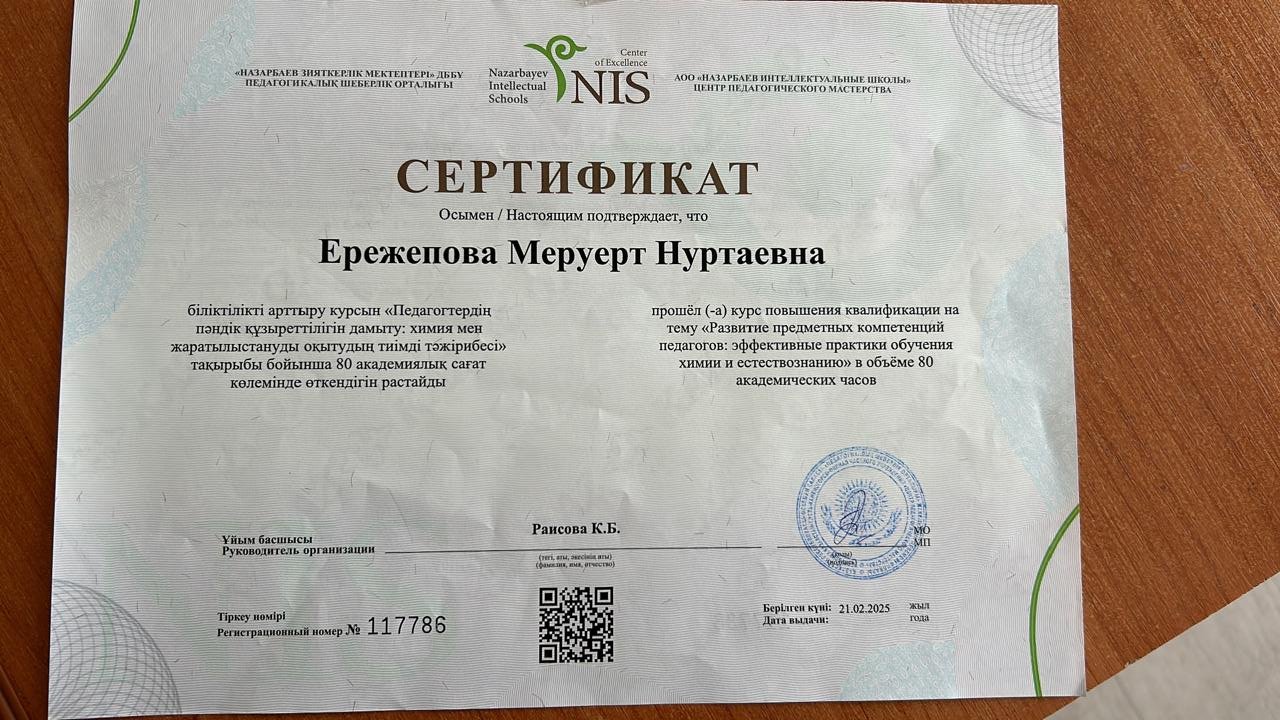 «НАЗАРБАЕВ ЗИЯТКЕРЛІК МЕКТЕПТЕРІ» ДББҰ
ПЕДАГОГИКАЛЫҚ ШЕБЕРЛІК ОРТАЛЫҒЫ
Nazarbayev
Intellectual
Schools
Center
of Excellence
NIS
АОО «НАЗАРБАЕВ ИНТЕЛЛЕКТУАЛЬНЫЕ ШКОЛЫ»
ЦЕНТР ПЕДАГОГИЧЕСКОГО МАСТЕРСТВА
СЕРТИФИКАТ
Осымен / Настоящим подтверждает, что
Ережепова Меруерт Нуртаевна
біліктілікті арттыру курсын «Педагогтердің
пәндік құзыреттілігін дамыту: химия мен
жаратылыстануды оқытудың тиімді тәжірибесі»
тақырыбы бойынша 80 академиялық сағат
көлемінде өткендігін растайды
прошёл (-а) курс повышения квалификации на
тему «Развитие предметных компетенций
педагогов: эффективные практики обучения
химии и естествознанию» в объёме 80
академических часов
Ұйым басшысы
Руководитель организации
Раисова К.Б.
(тегі, аты, әкесінің аты)
(фамилия, имя, отчество)
(қолы)
(подпись)
МО
МП
Тіркеу нөмірі
Регистрационный номер № 117786
Берілген күні: 21.02.2025 жыл
Дата выдачи: года